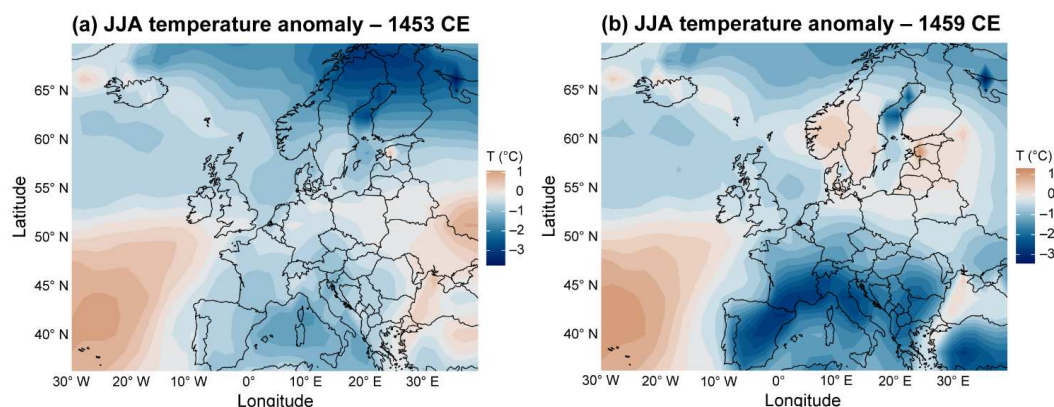 (a) JJA temperature anomaly – 1453 CE
65° N
60° N
55° N
50° N
45° N
40° N
30° W 20° W 10° W 0° 10° E 20° E 30° E
Latitude
Longitude
T (°C)
1
0
−1
−2
−3
(b) JJA temperature anomaly – 1459 CE
65° N
60° N
55° N
50° N
45° N
40° N
30° W 20° W 10° W 0° 10° E 20° E 30° E
Latitude
Longitude
T (°C)
1
0
−1
−2
−3